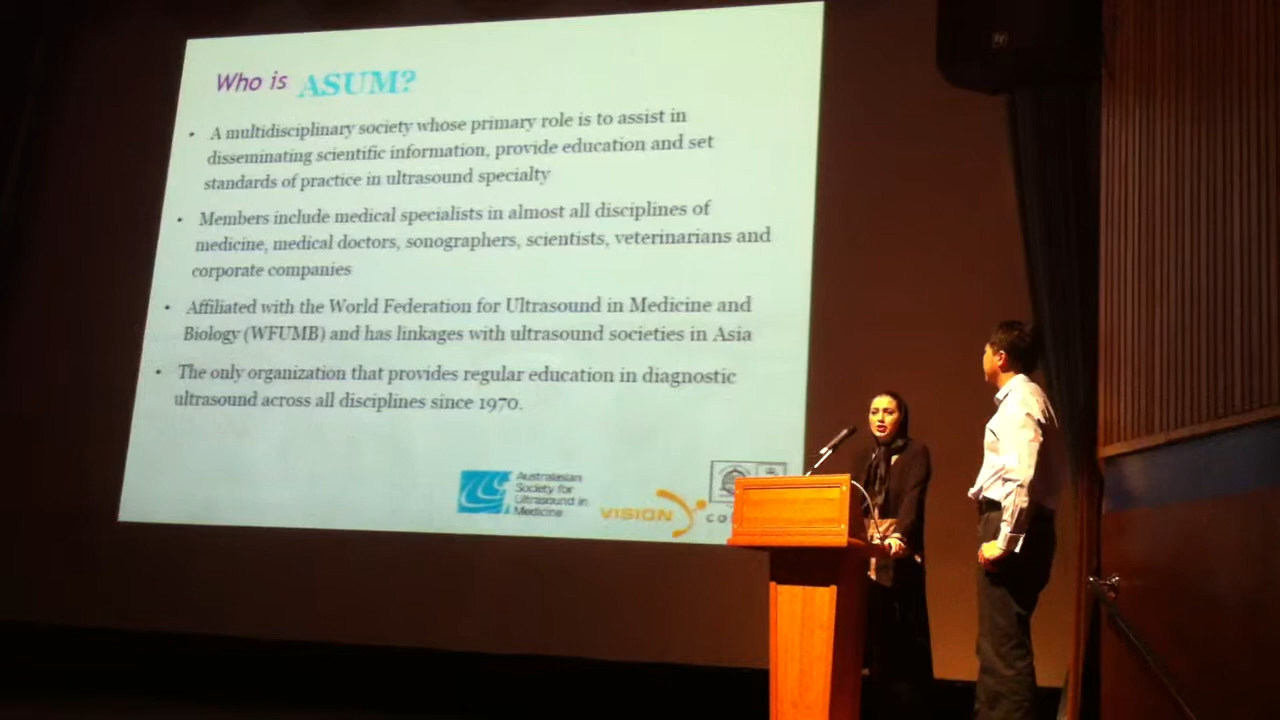 Who is ASUM?
• A multidisciplinary society whose primary role is to assist in
disseminating scientific information, provide education and set
standards of practice in ultrasound specialty
• Members include medical specialists in almost all disciplines of
medicine, medical doctors, sonographers, scientists, veterinarians and
corporate companies
• Affiliated with the World Federation for Ultrasound in Medicine and
Biology (WFUMB) and has linkages with ultrasound societies in Asia
• The only organization that provides regular education in diagnostic
ultrasound across all disciplines since 1970.
Australasian
Society for
Ultrasound in
Medicine
VISION